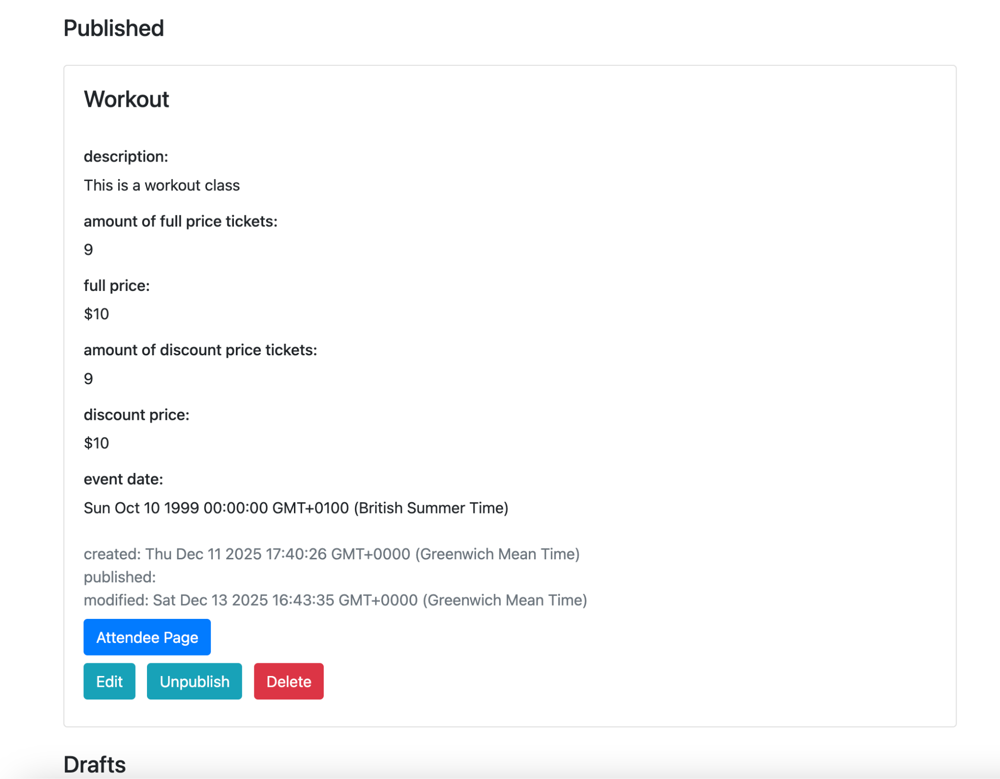 Published
Workout
description:
This is a workout class
amount of full price tickets:
9
full price:
$10
amount of discount price tickets:
9
discount price:
$10
event date:
Sun Oct 10 1999 00:00:00 GMT+0100 (British Summer Time)
created: Thu Dec 11 2025 17:40:26 GMT+0000 (Greenwich Mean Time)
published:
modified: Sat Dec 13 2025 16:43:35 GMT+0000 (Greenwich Mean Time)
Attendee Page
Edit Unpublish Delete
Drafts